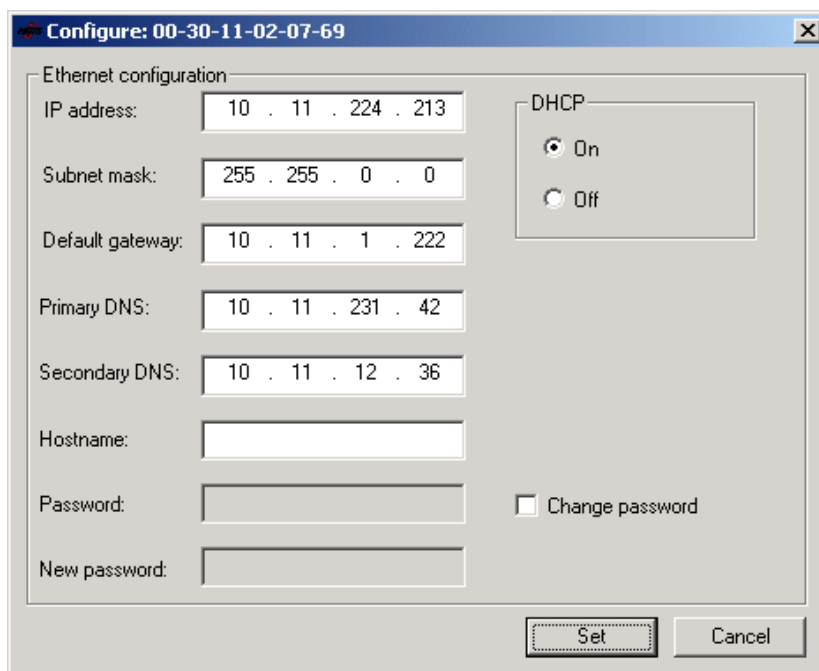 Configure: 00-30-11-02-07-69
Ethernet configuration
IP address: 10 . 11 . 224 . 213
DHCP
On
Subnet mask: 255 . 255 . 0 . 0
Off
Default gateway: 10 . 11 . 1 . 222
Primary DNS: 10 . 11 . 231 . 42
Secondary DNS: 10 . 11 . 12 . 36
Hostname:
Password:
Change password
New password:
Set
Cancel